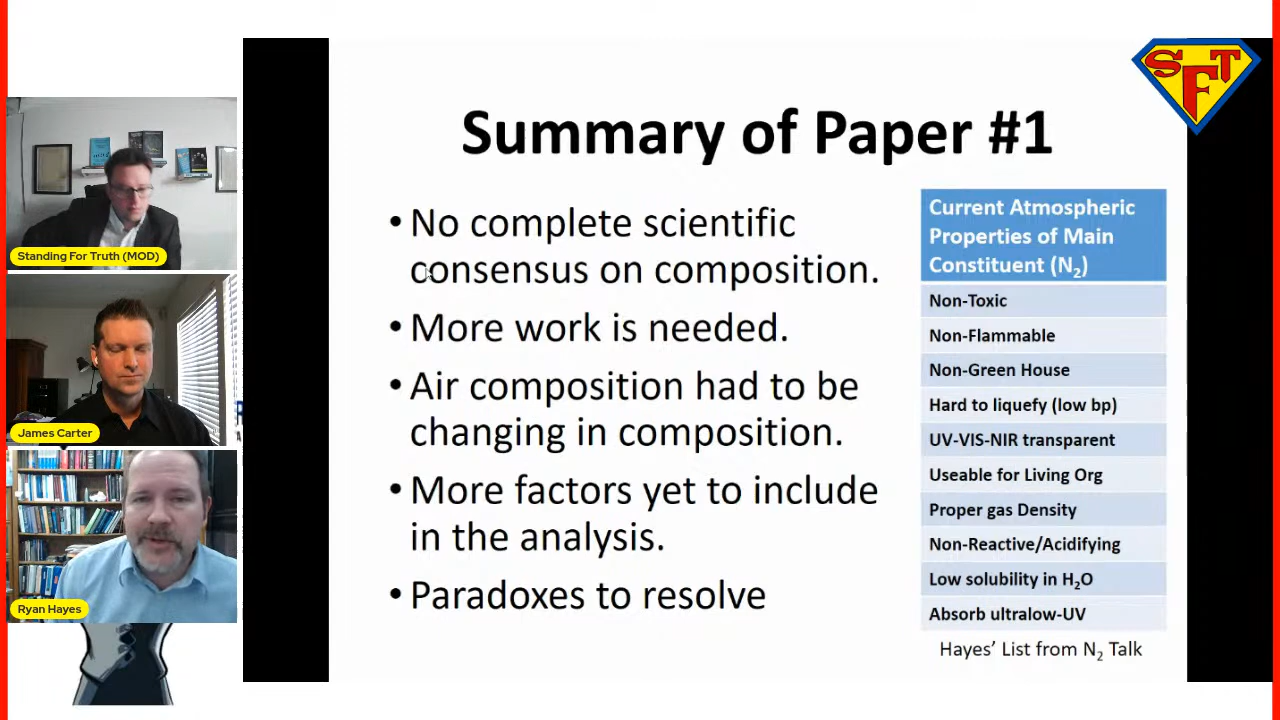 SFT
Summary of Paper #1
• No complete scientific
consensus on composition.
• More work is needed.
• Air composition had to be
changing in composition.
• More factors yet to include
in the analysis.
• Paradoxes to resolve
Current Atmospheric
Properties of Main
Constituent (N₂)
Non-Toxic
Non-Flammable
Non-Green House
Hard to liquefy (low bp)
UV-VIS-NIR transparent
Useable for Living Org
Proper gas Density
Non-Reactive/Acidifying
Low solubility in H₂O
Absorb ultralow-UV
Hayes’ List from N₂ Talk
Standing For Truth (MOD)
James Carter
Ryan Hayes